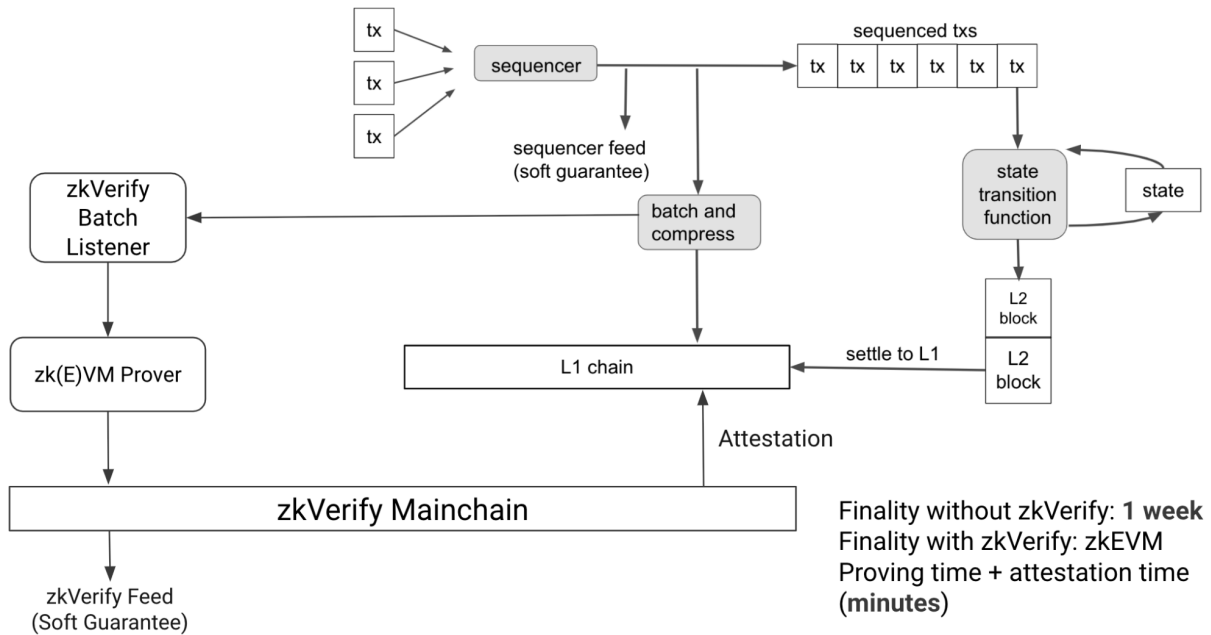 tx
tx
tx
sequencer
sequencer feed
(soft guarantee)
sequenced txs
tx tx tx tx tx tx
state
transition
function
state
zkVerify
Batch
Listener
batch and
compress
L2
block
L2
block
zk(E)VM Prover
L1 chain
settle to L1
Attestation
zkVerify Mainchain
zkVerify Feed
(Soft Guarantee)
Finality without zkVerify: 1 week
Finality with zkVerify: zkEVM
Proving time + attestation time
(minutes)